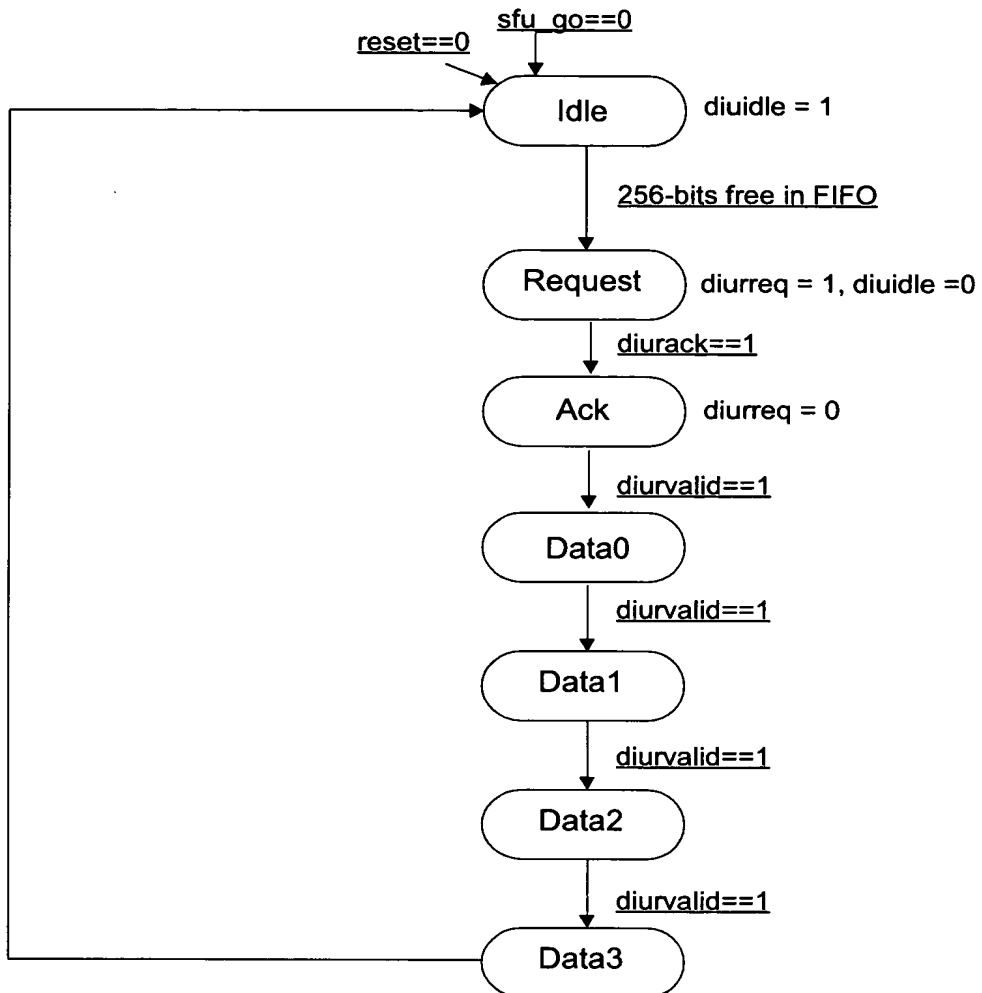 sfu_go==0
reset==0
Idle
diuidle = 1
256-bits free in FIFO
Request
diurreq = 1, diuidle =0
diurack==1
Ack
diurreq = 0
diurvalid==1
Data0
diurvalid==1
Data1
diurvalid==1
Data2
diurvalid==1
Data3